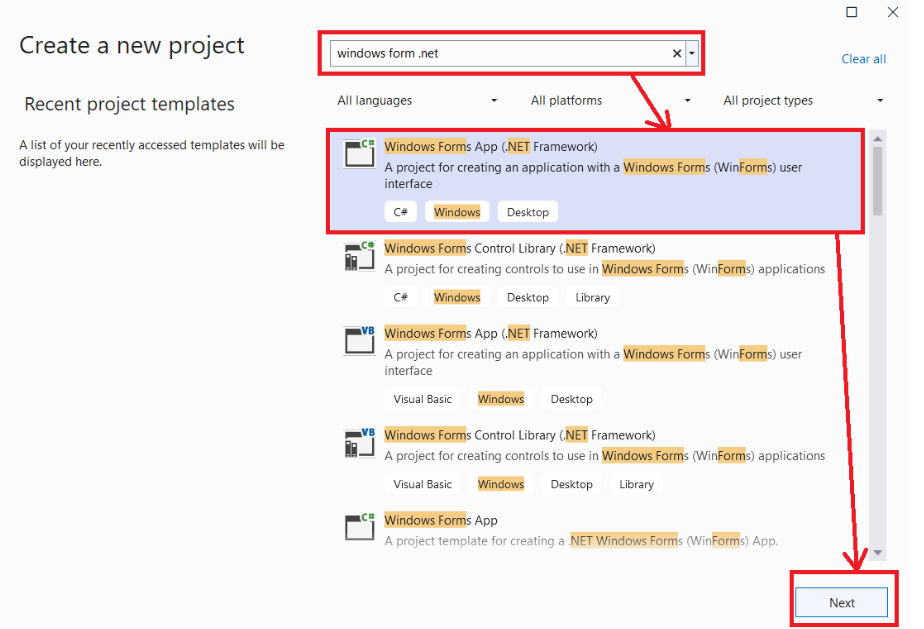 Create a new project
windows form .net
Clear all
Recent project templates
A list of your recently accessed templates will be
displayed here.
All languages
All platforms
All project types
C#
Windows Forms App (.NET Framework)
A project for creating an application with a Windows Forms (WinForms) user
interface
C# Windows Desktop
C#
Windows Forms Control Library (.NET Framework)
A project for creating controls to use in Windows Forms (WinForms) applications
C# Windows Desktop Library
VB
Windows Forms App (.NET Framework)
A project for creating an application with a Windows Forms (WinForms) user
interface
Visual Basic Windows Desktop
VB
Windows Forms Control Library (.NET Framework)
A project for creating controls to use in Windows Forms (WinForms) applications
Visual Basic Windows Desktop Library
C#
Windows Forms App
A project template for creating a .NET Windows Forms (WinForms) App.
Next